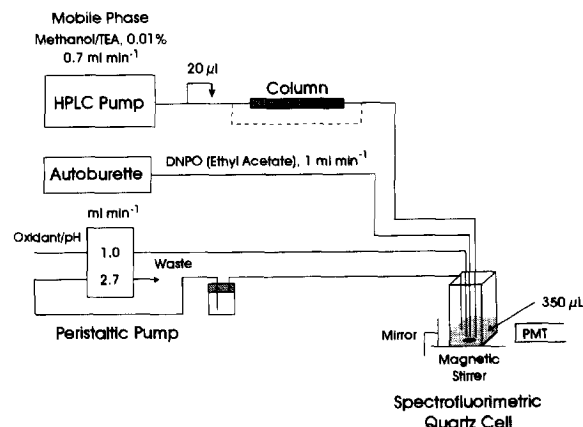 Mobile Phase
Methanol/TEA, 0.01%
0.7 ml min⁻¹
HPLC Pump
20 µl
Column
Autoburette
DNPO (Ethyl Acetate), 1 ml min⁻¹
ml min⁻¹
Oxidant/pH
1.0
2.7
Waste
Peristaltic Pump
350 µL
Mirror
PMT
Magnetic
Stirrer
Spectrofluorimetric
Quartz Cell